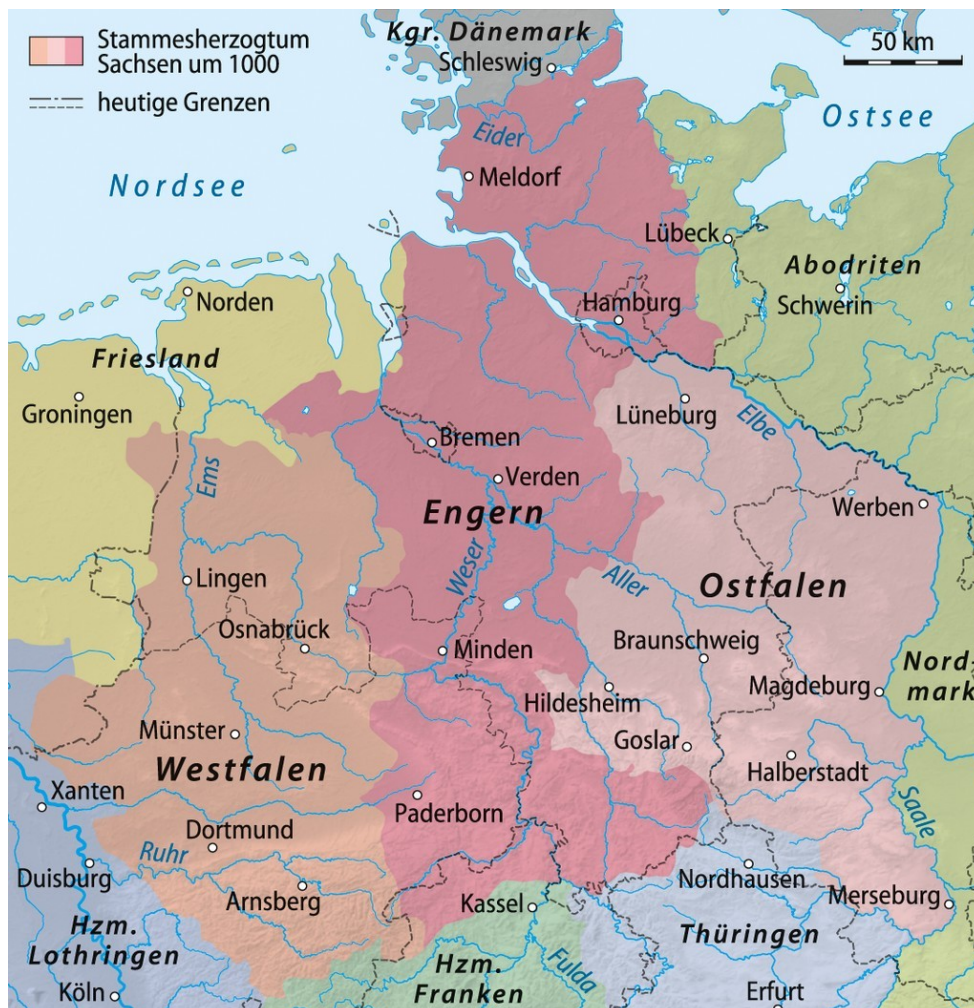 Stammesherzogtum
Sachsen um 1000
heutige Grenzen
Kgr. Dänemark
Schleswig
50 km
Eider
Ostsee
Nordsee
Meldorf
Lübeck
Abodriten
Schwerin
Norden
Hamburg
Friesland
Groningen
Lüneburg
Elbe
Bremen
Ems
Verden
Engern
Werben
Weser
Lingen
Aller
Ostfalen
Osnabrück
Minden
Braunschweig
Nord-
mark
Hildesheim
Magdeburg
Münster
Goslar
Westfalen
Halberstadt
Xanten
Paderborn
Saale
Dortmund
Ruhr
Duisburg
Arnsberg
Kassel
Nordhausen
Merseburg
Hzm.
Lothringen
Thüringen
Hzm.
Franken
Fulda
Köln
Erfurt